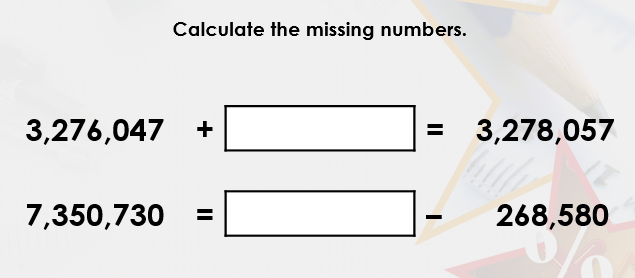 Calculate the missing numbers.
3,276,047 + = 3,278,057
7,350,730 = − 268,580